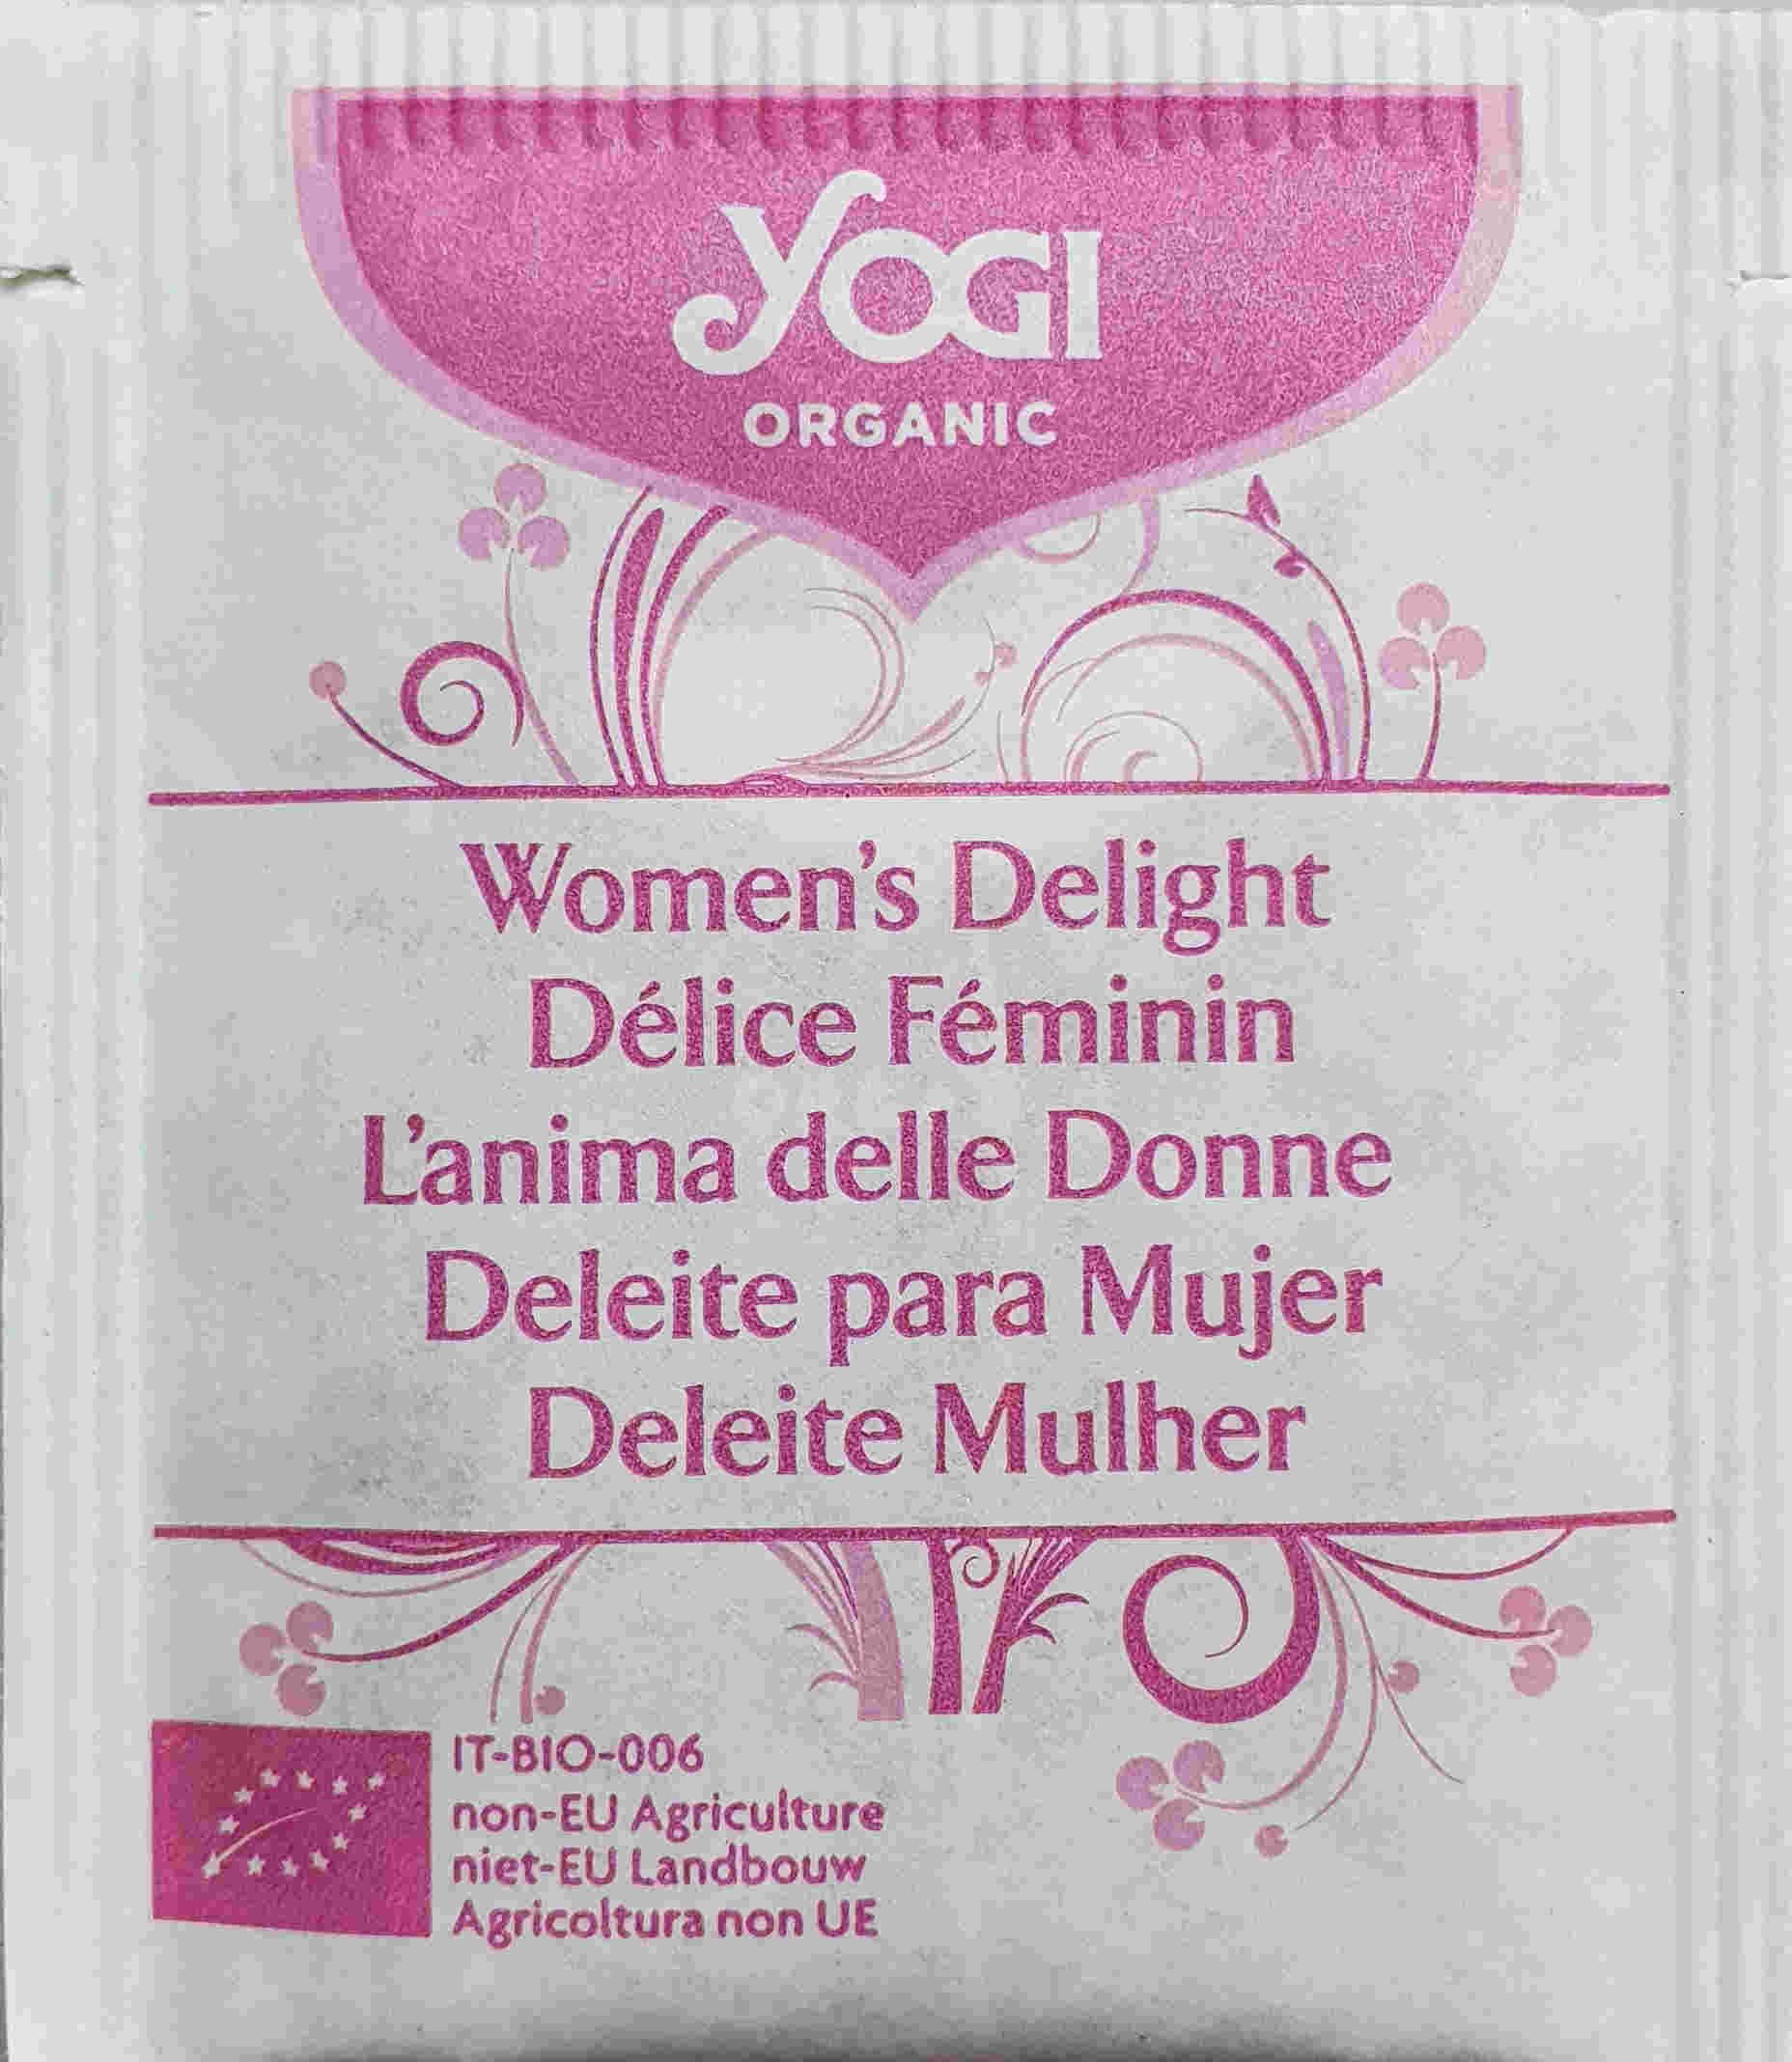 YOGI
ORGANIC
Women's Delight
Délice Féminin
L'anima delle Donne
Deleite para Mujer
Deleite Mulher
IT-BIO-006
non-EU Agriculture
niet-EU Landbouw
Agricoltura non UE